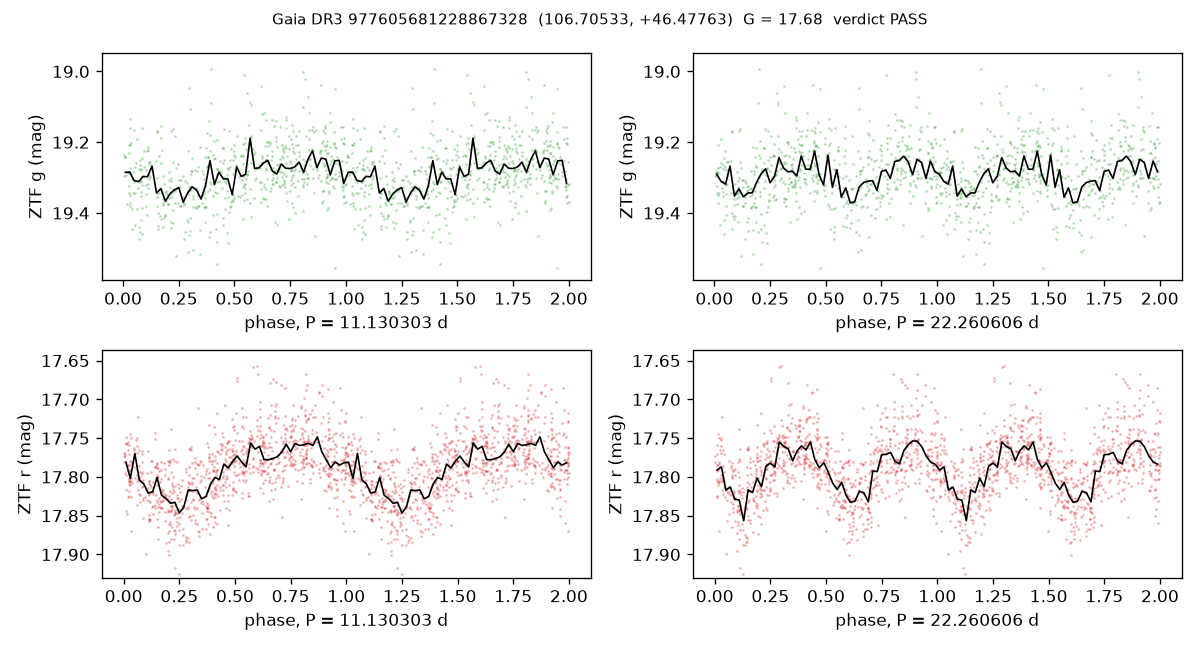 Gaia DR3 977605681228867328  (106.70533, +46.47763)  G = 17.68  verdict PASS
ZTF g (mag)
19.0
19.2
19.4
0.00 0.25 0.50 0.75 1.00 1.25 1.50 1.75 2.00
phase, P = 11.130303 d
ZTF g (mag)
19.0
19.2
19.4
0.00 0.25 0.50 0.75 1.00 1.25 1.50 1.75 2.00
phase, P = 22.260606 d
ZTF r (mag)
17.65
17.70
17.75
17.80
17.85
17.90
0.00 0.25 0.50 0.75 1.00 1.25 1.50 1.75 2.00
phase, P = 11.130303 d
ZTF r (mag)
17.65
17.70
17.75
17.80
17.85
17.90
0.00 0.25 0.50 0.75 1.00 1.25 1.50 1.75 2.00
phase, P = 22.260606 d